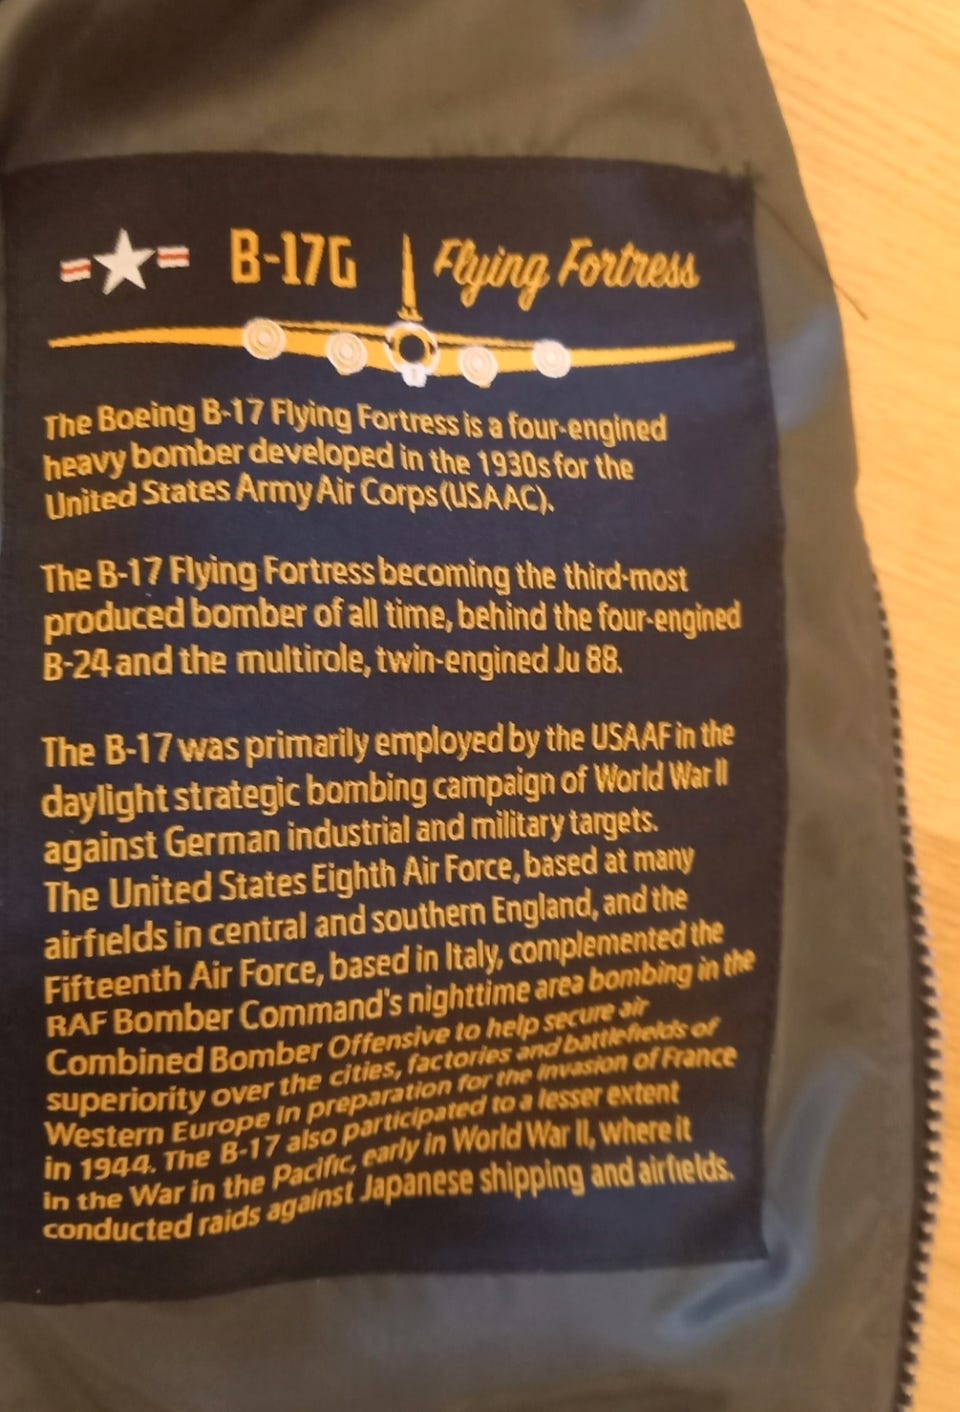 B-17G Flying Fortress
The Boeing B-17 Flying Fortress is a four-engined
heavy bomber developed in the 1930s for the
United States Army Air Corps (USAAC).
The B-17 Flying Fortress becoming the third-most
produced bomber of all time, behind the four-engined
B-24 and the multirole, twin-engined Ju 88.
The B-17 was primarily employed by the USAAF in the
daylight strategic bombing campaign of World War II
against German industrial and military targets.
The United States Eighth Air Force, based at many
airfields in central and southern England, and the
Fifteenth Air Force, based in Italy, complemented the
RAF Bomber Command's nighttime area bombing in the
Combined Bomber Offensive to help secure air
superiority over the cities, factories and battlefields of
Western Europe in preparation for the invasion of France
in 1944. The B-17 also participated to a lesser extent
in the War in the Pacific, early in World War II, where it
conducted raids against Japanese shipping and airfields.